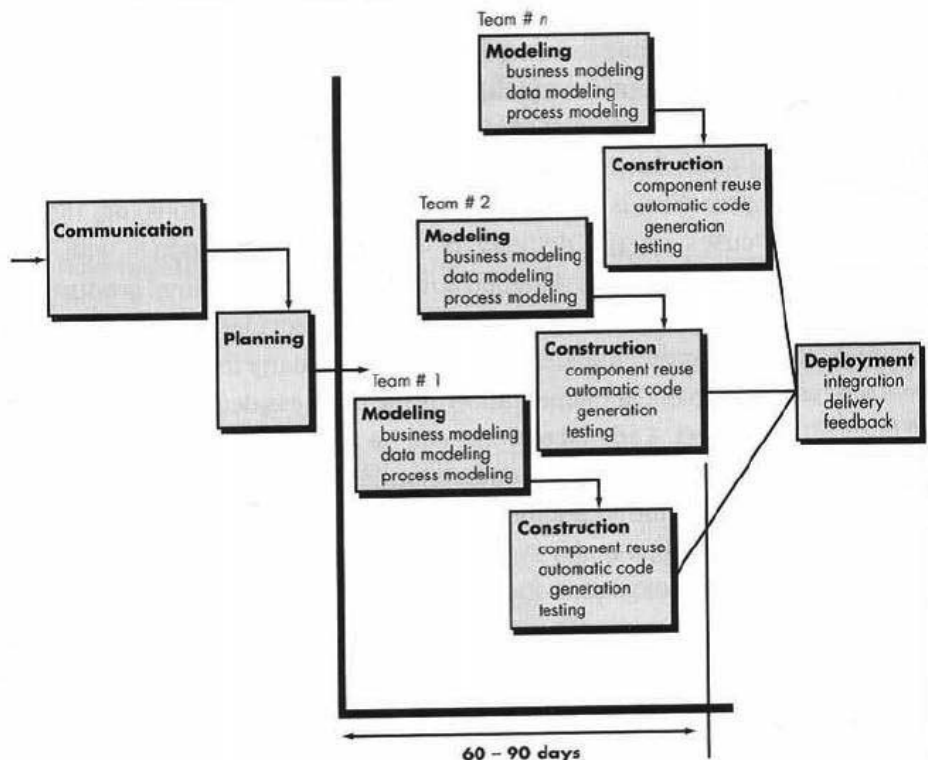 Team # n
Modeling
business modeling
data modeling
process modeling
Construction
component reuse
automatic code
generation
testing
Team # 2
Modeling
business modeling
data modeling
process modeling
Construction
component reuse
automatic code
generation
testing
Communication
Planning
Team # 1
Modeling
business modeling
data modeling
process modeling
Construction
component reuse
automatic code
generation
testing
Deployment
integration
delivery
feedback
60 – 90 days